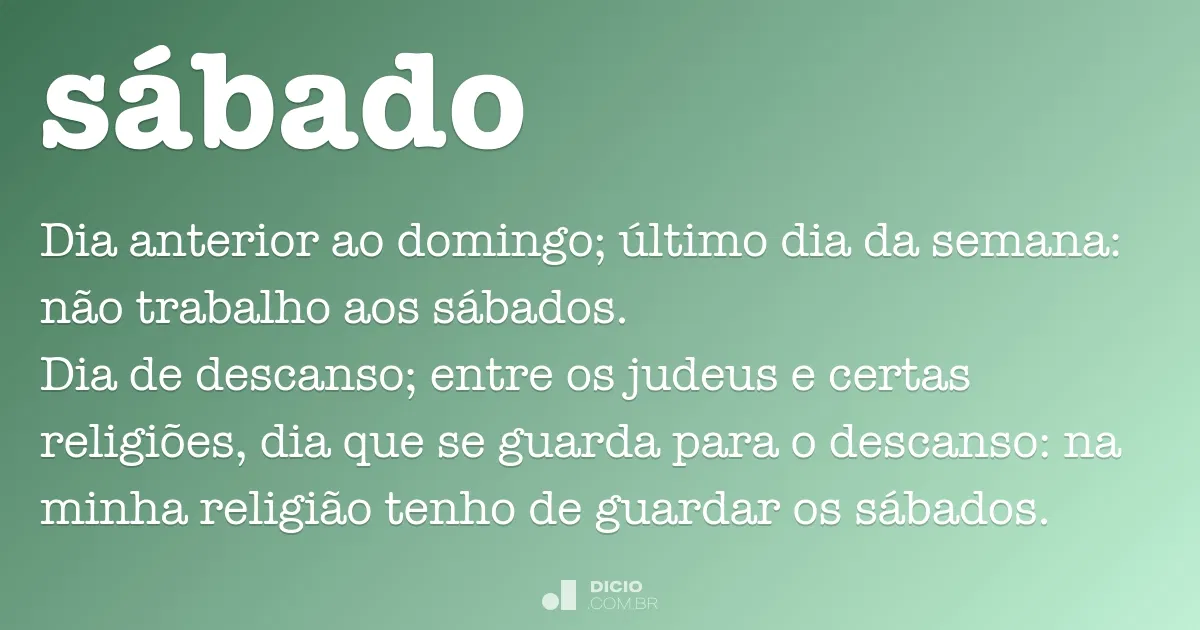 sábado
Dia anterior ao domingo; último dia da semana:
não trabalho aos sábados.
Dia de descanso; entre os judeus e certas
religiões, dia que se guarda para o descanso: na
minha religião tenho de guardar os sábados.
DICIO
.COM.BR